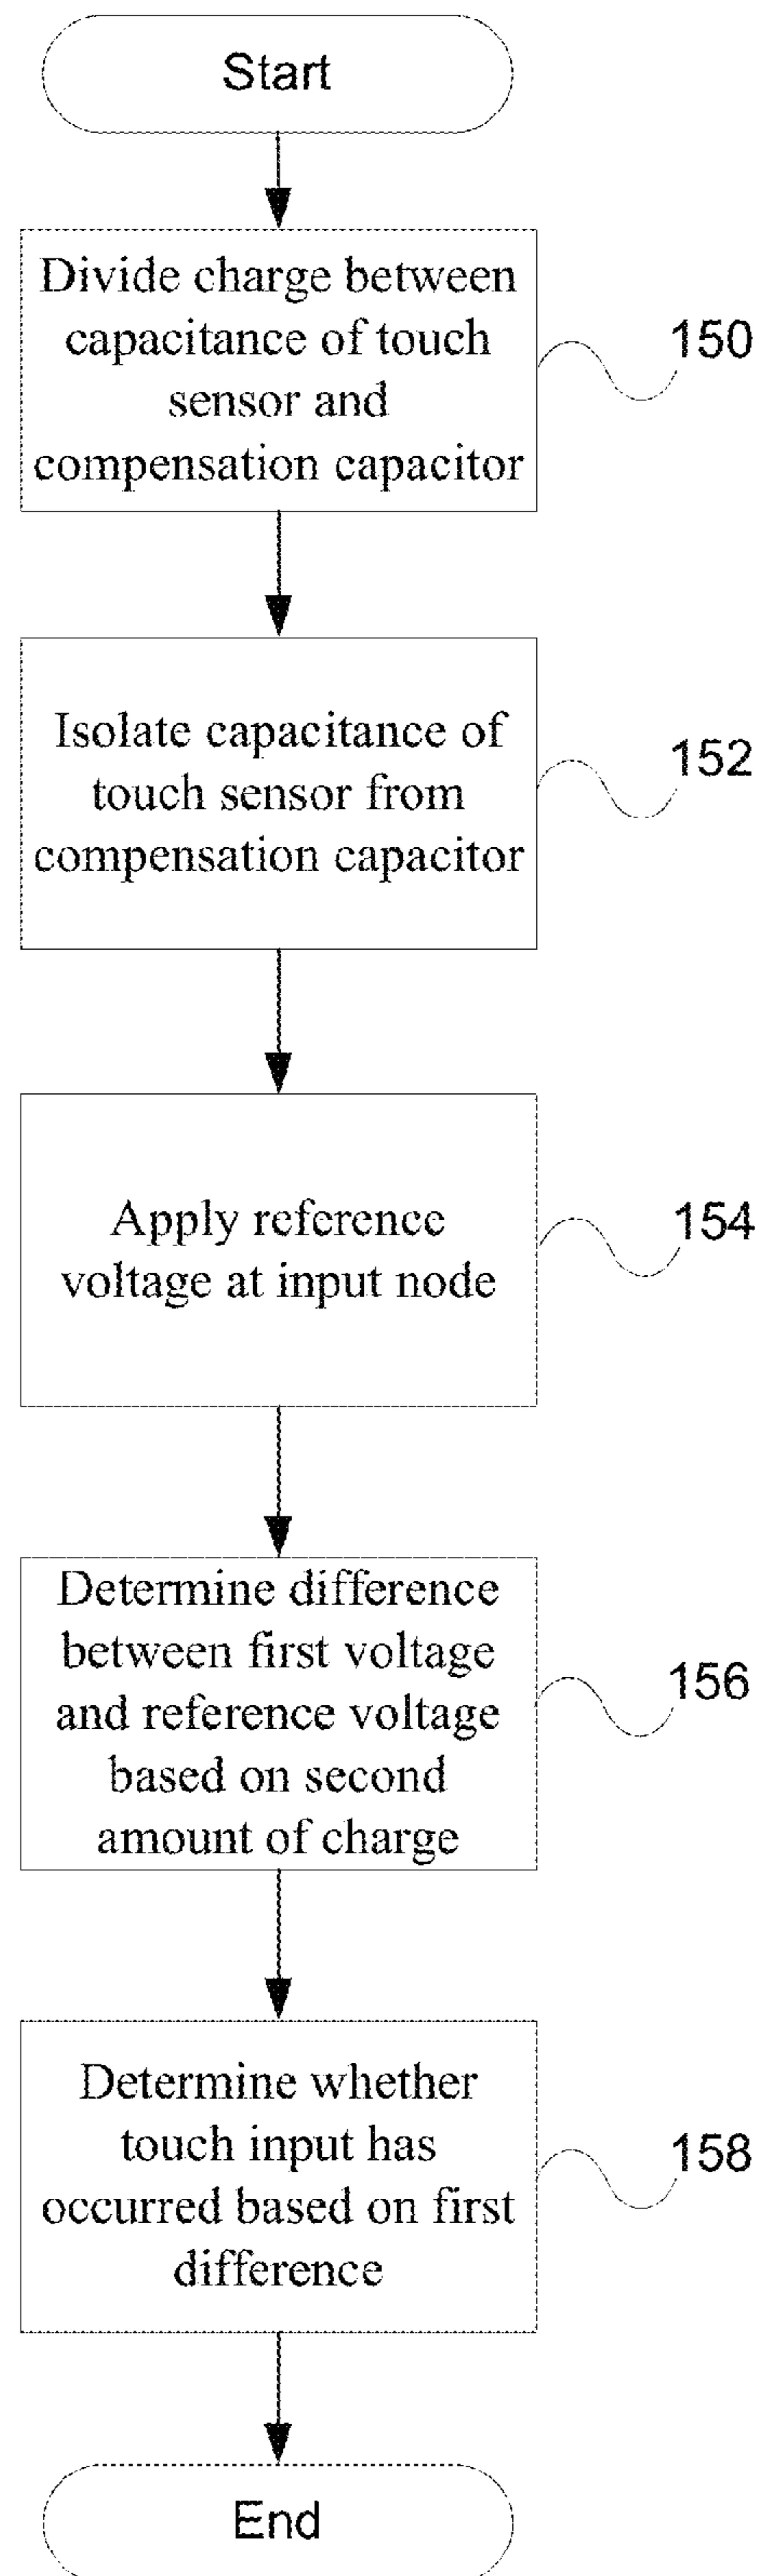 Start
Divide charge between
capacitance of touch
sensor and
compensation capacitor
150
Isolate capacitance of
touch sensor from
compensation capacitor
152
Apply reference
voltage at input node
154
Determine difference
between first voltage
and reference voltage
based on second
amount of charge
156
Determine whether
touch input has
occurred based on first
difference
158
End